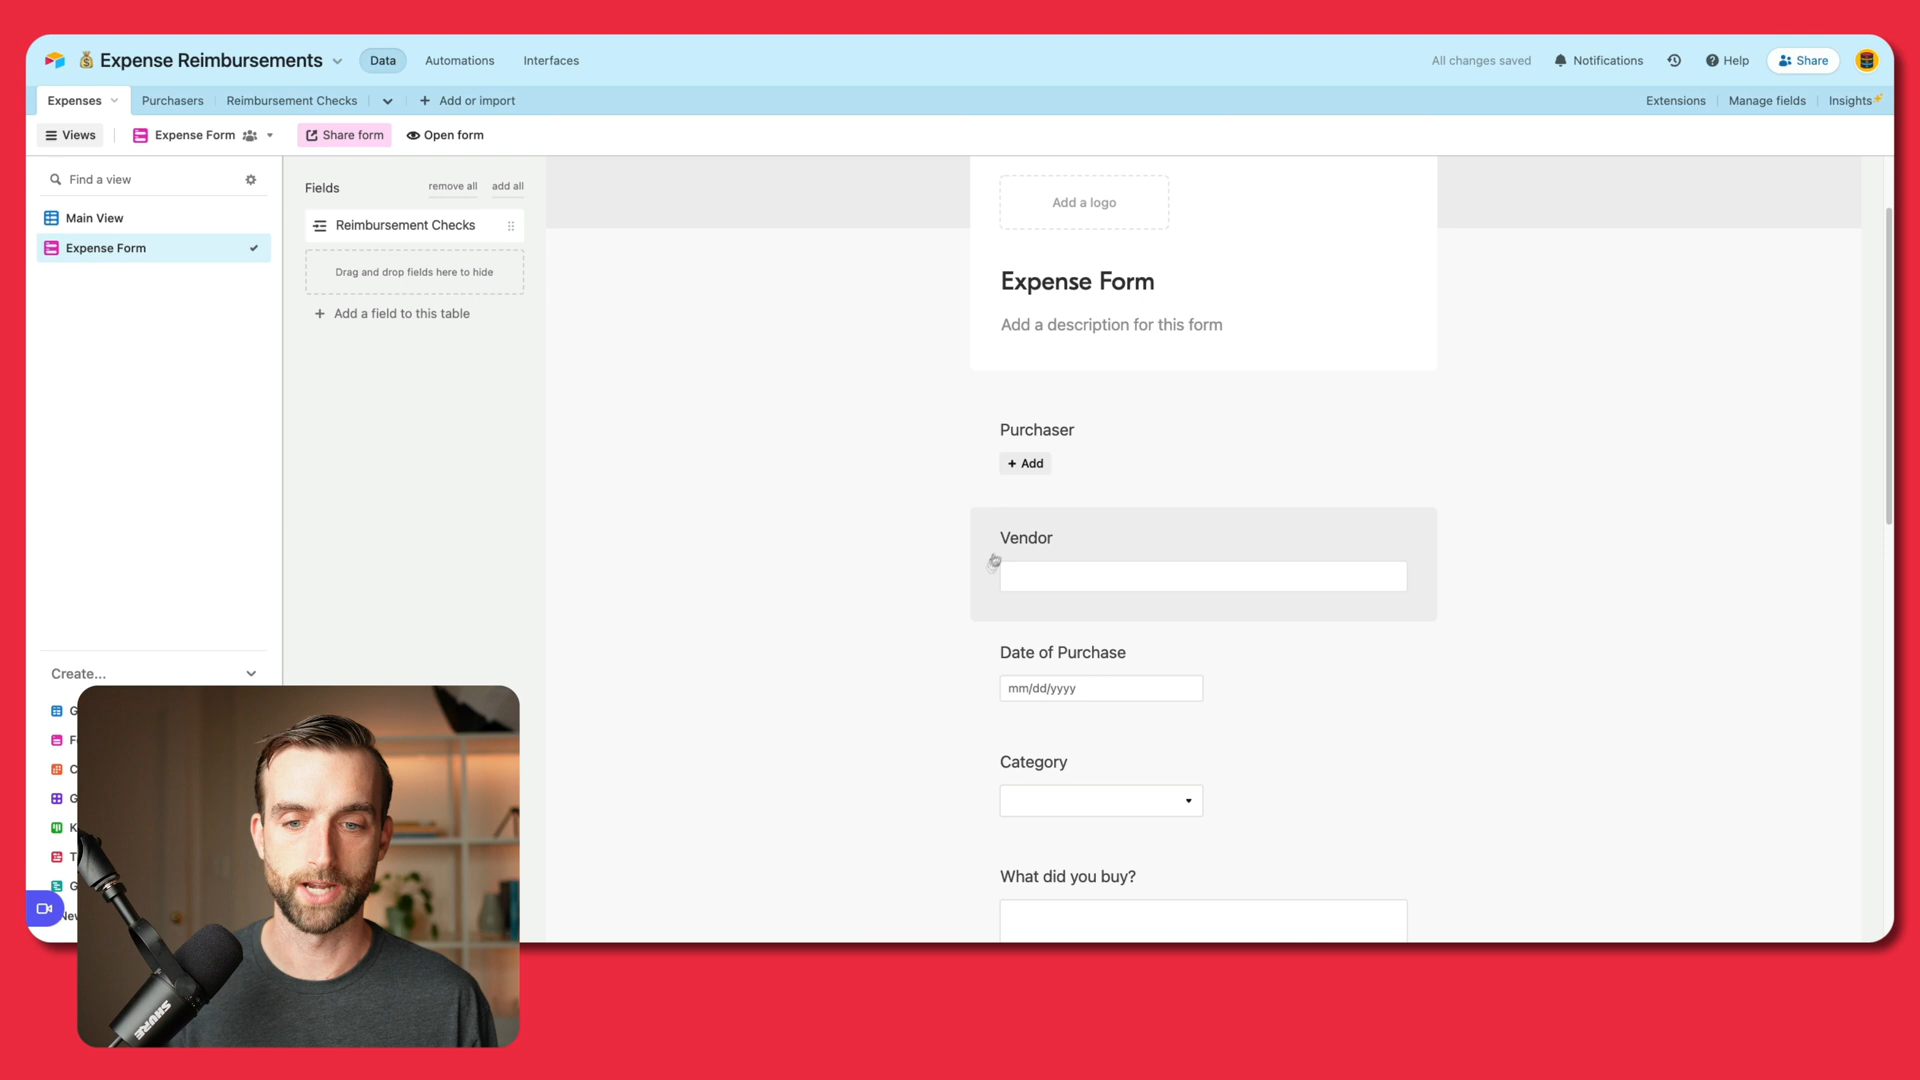 Expense Reimbursements
Data
Automations
Interfaces
All changes saved
Notifications
Help
Share
Expenses
Purchasers
Reimbursement Checks
Add or import
Extensions
Manage fields
Insights
Views
Expense Form
Share form
Open form
Find a view
Main View
Expense Form
Create...
G
C
G
K
T
G
New
Fields
remove all
add all
Reimbursement Checks
Drag and drop fields here to hide
Add a field to this table
Add a logo
Expense Form
Add a description for this form
Purchaser
Add
Vendor
Date of Purchase
mm/dd/yyyy
Category
What did you buy?
SHURE